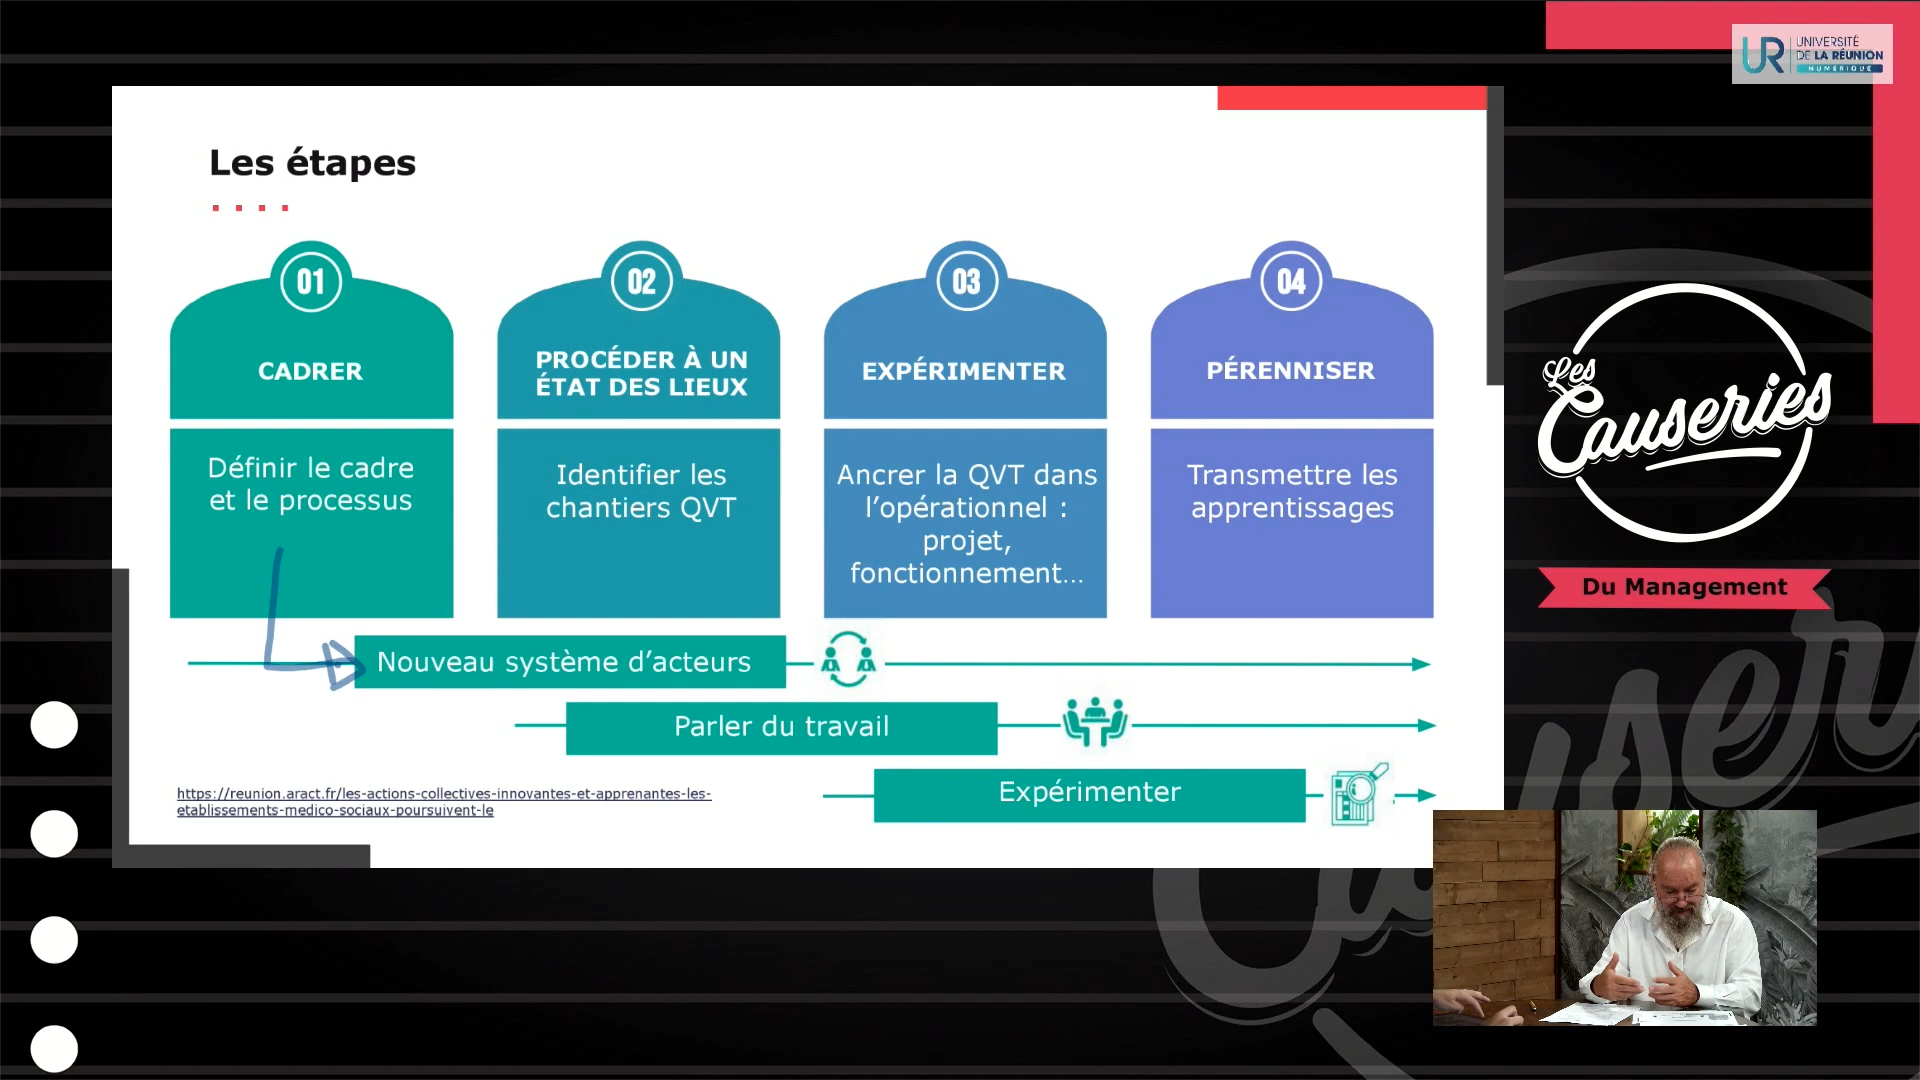 UR
UNIVERSITÉ
DE LA RÉUNION
NUMÉRIQUE
Les étapes
01
02
03
04
CADRER
PROCÉDER À UN
ÉTAT DES LIEUX
EXPÉRIMENTER
PÉRENNISER
Définir le cadre
et le processus
Identifier les
chantiers QVT
Ancrer la QVT dans
l’opérationnel :
projet,
fonctionnement...
Transmettre les
apprentissages
Nouveau système d’acteurs
Parler du travail
Expérimenter
https://reunion.aract.fr/les-actions-collectives-innovantes-et-apprenantes-les-
etablissements-medico-sociaux-poursuivent-le
Les
Causeries
Du Management